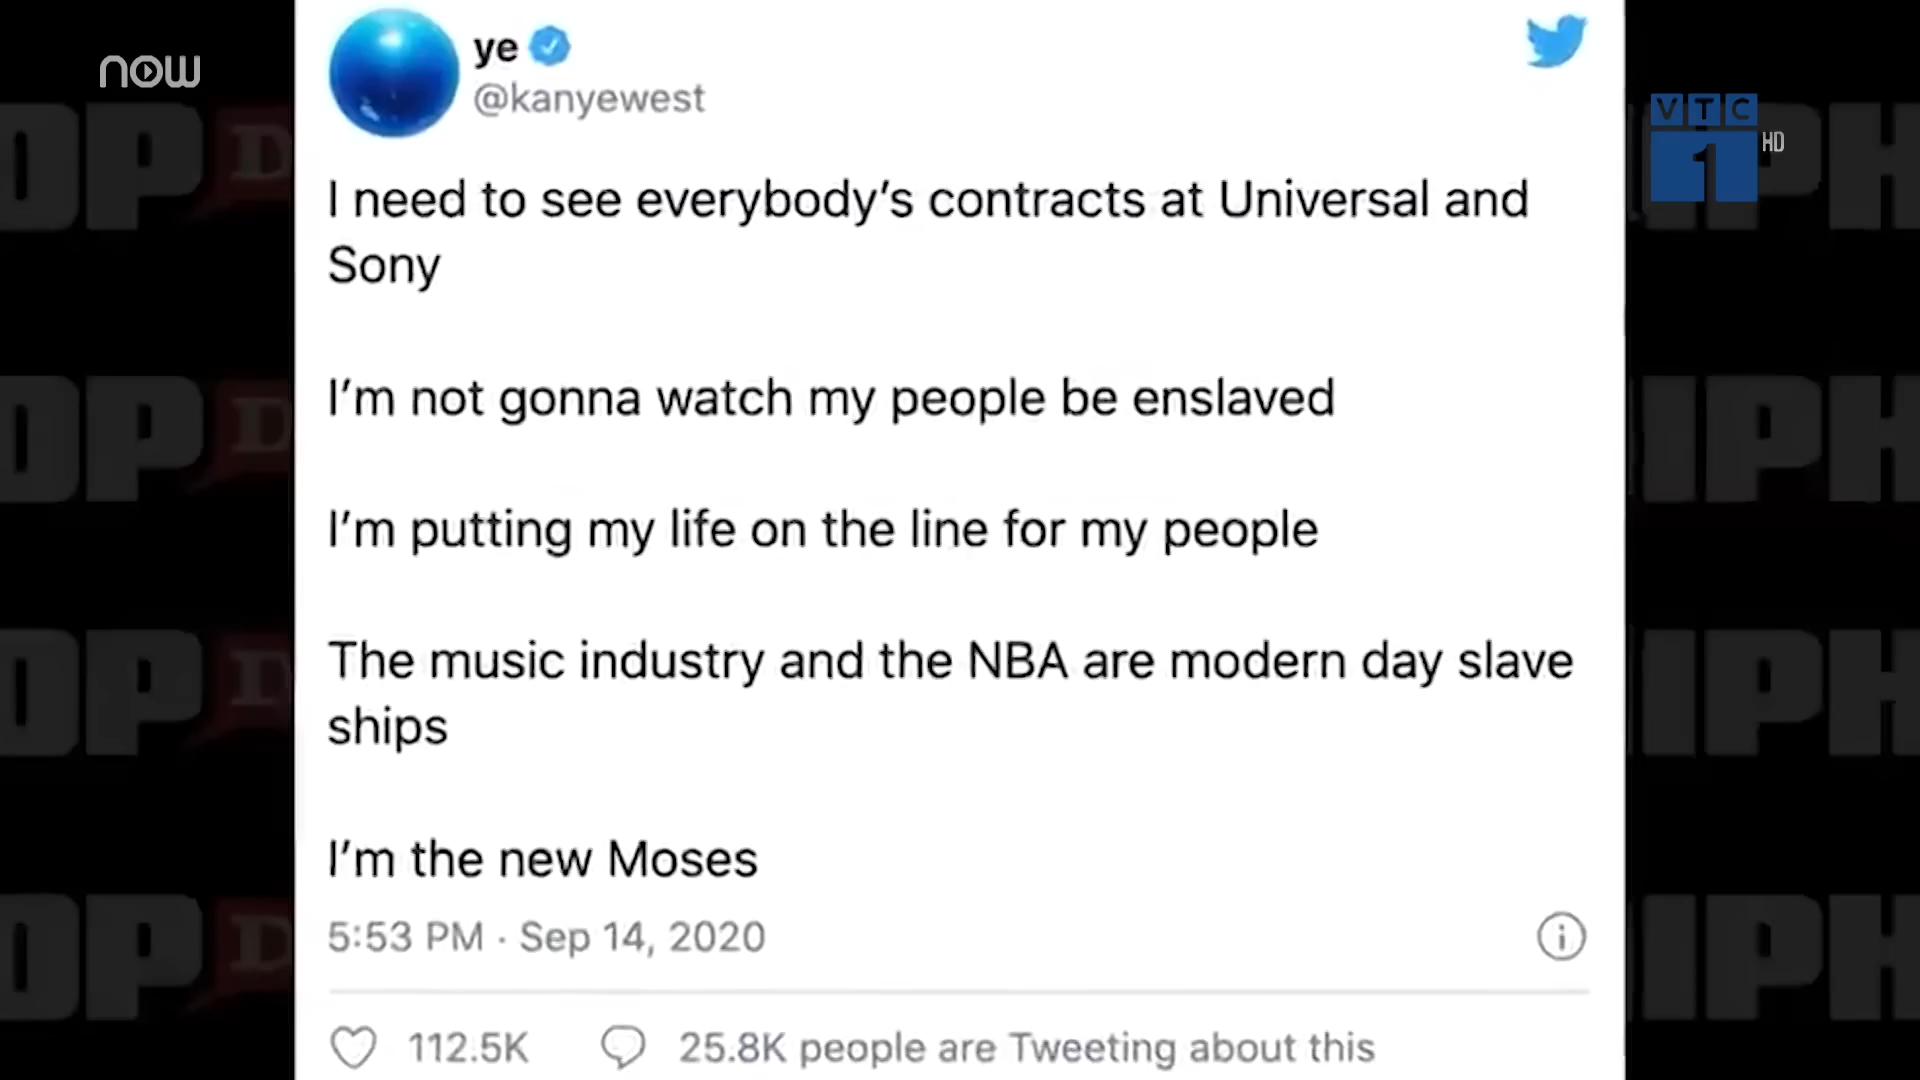 now
ye
@kanyewest
VTC
1
HD
I need to see everybody's contracts at Universal and
Sony
I'm not gonna watch my people be enslaved
I'm putting my life on the line for my people
The music industry and the NBA are modern day slave
ships
I'm the new Moses
5:53 PM · Sep 14, 2020
112.5K
25.8K people are Tweeting about this